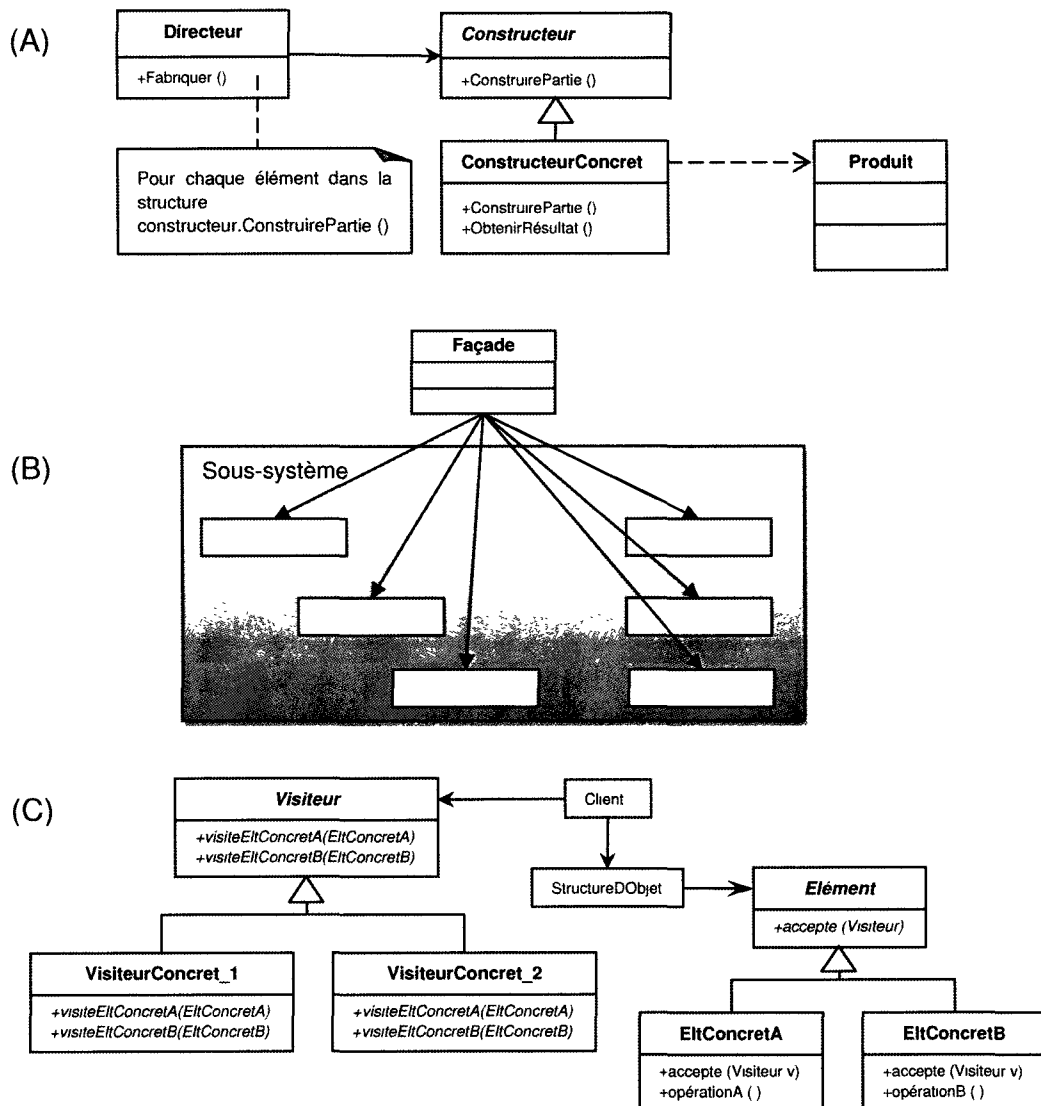 (A)
Directeur
+Fabriquer ()
Constructeur
+ConstruirePartie ()
Pour chaque élément dans la
structure
constructeur.ConstruirePartie ()
ConstructeurConcret
+ConstruirePartie ()
+ObtenirRésultat ()
Produit
(B)
Façade
Sous-système
(C)
Visiteur
+visiteEltConcretA(EltConcretA)
+visiteEltConcretB(EltConcretB)
Client
StructureDObjet
Elément
+accepte (Visiteur)
VisiteurConcret_1
+visiteEltConcretA(EltConcretA)
+visiteEltConcretB(EltConcretB)
VisiteurConcret_2
+visiteEltConcretA(EltConcretA)
+visiteEltConcretB(EltConcretB)
EltConcretA
+accepte (Visiteur v)
+opérationA ( )
EltConcretB
+accepte (Visiteur v)
+opérationB ( )